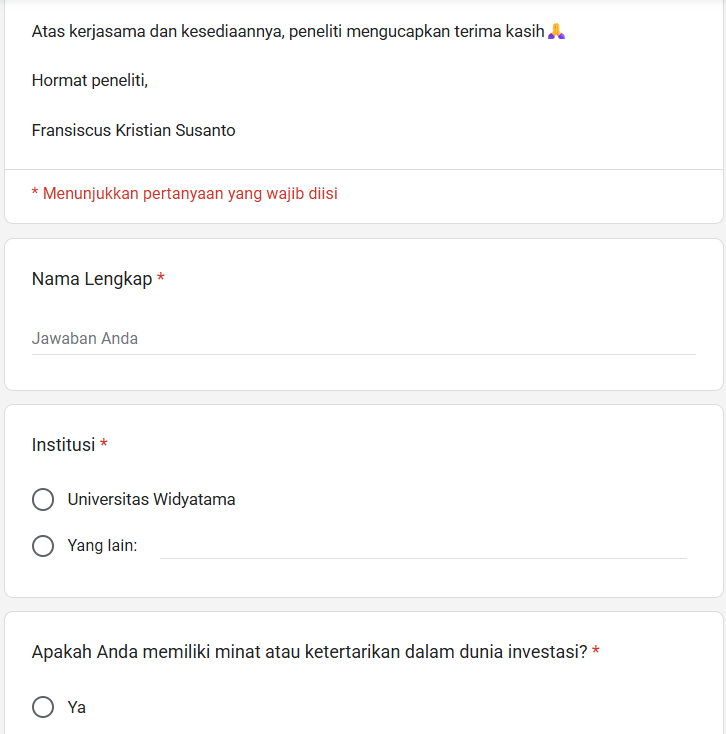 Atas kerjasama dan kesediaannya, peneliti mengucapkan terima kasih🙏
Hormat peneliti,
Fransiscus Kristian Susanto
* Menunjukkan pertanyaan yang wajib diisi
Nama Lengkap *
Jawaban Anda
Institusi *
Universitas Widyatama
Yang lain:
Apakah Anda memiliki minat atau ketertarikan dalam dunia investasi? *
Ya